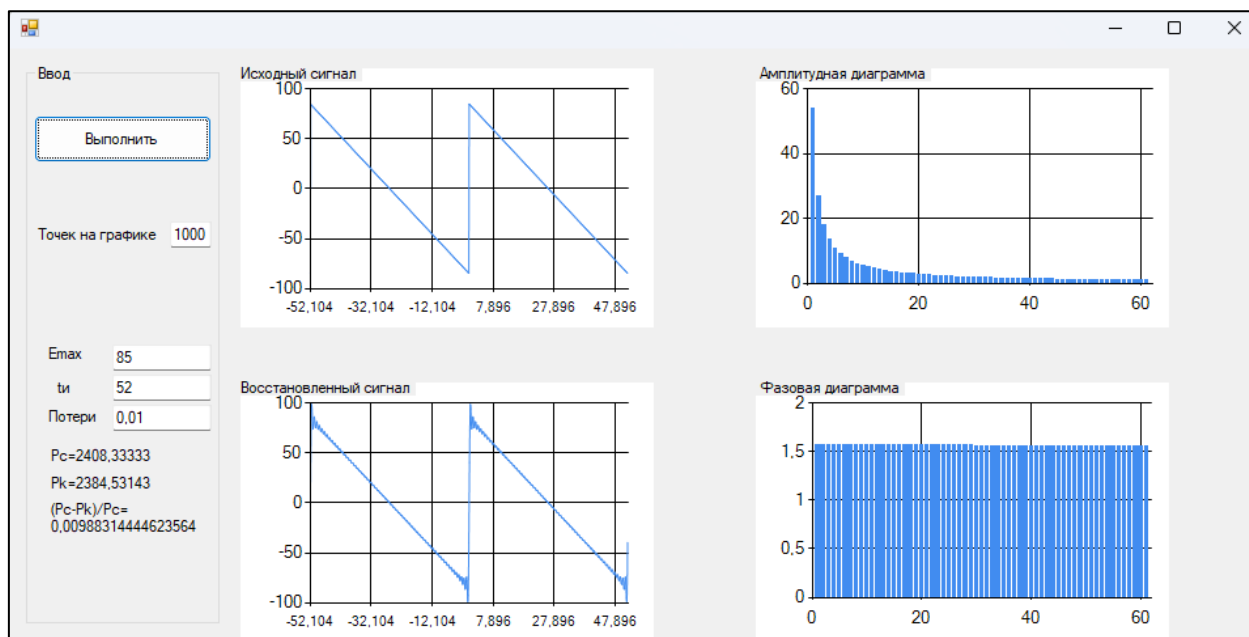 Ввод
Выполнить
Точек на графике 1000
Emax 85
tи 52
Потери 0,01
Pc=2408,33333
Pk=2384,53143
(Pc-Pk)/Pc=
0,00988314444623564
Исходный сигнал
100
50
0
-50
-100
-52,104 -32,104 -12,104 7,896 27,896 47,896
Амплитудная диаграмма
60
40
20
0
0 20 40 60
Восстановленный сигнал
100
50
0
-50
-100
-52,104 -32,104 -12,104 7,896 27,896 47,896
Фазовая диаграмма
2
1,5
1
0,5
0
0 20 40 60